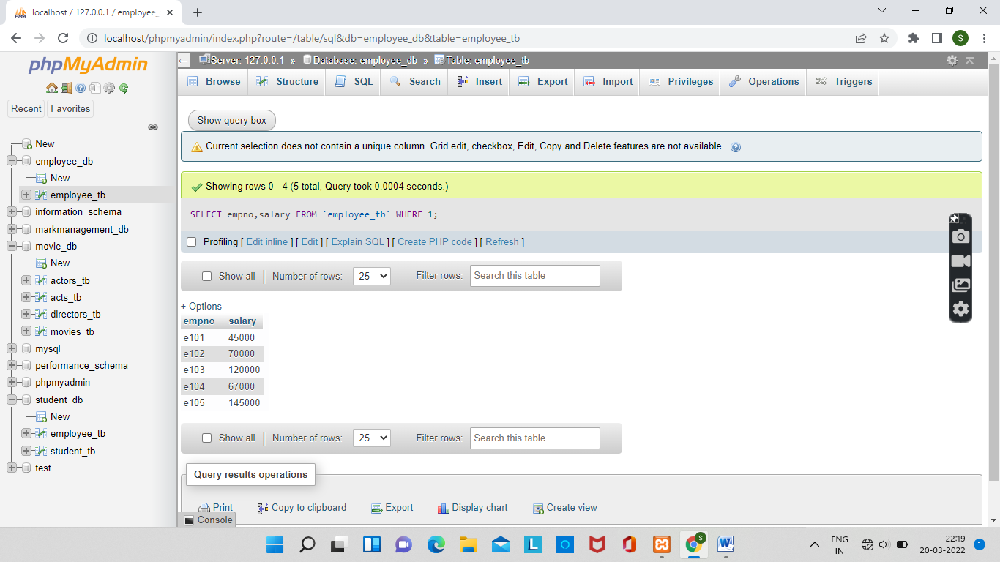 localhost / 127.0.0.1 / employee_
localhost/phpmyadmin/index.php?route=/table/sql&db=employee_db&table=employee_tb
S
phpMyAdmin
Recent
Favorites
New
employee_db
New
employee_tb
information_schema
markmanagement_db
movie_db
New
actors_tb
acts_tb
directors_tb
movies_tb
mysql
performance_schema
phpmyadmin
student_db
New
employee_tb
student_tb
test
Server: 127.0.0.1 » Database: employee_db » Table: employee_tb
Browse Structure SQL Search Insert Export Import Privileges Operations Triggers
Show query box
Current selection does not contain a unique column. Grid edit, checkbox, Edit, Copy and Delete features are not available.
Showing rows 0 - 4 (5 total, Query took 0.0004 seconds.)
SELECT empno,salary FROM `employee_tb` WHERE 1;
Profiling [ Edit inline ] [ Edit ] [ Explain SQL ] [ Create PHP code ] [ Refresh ]
Show all | Number of rows: 25 Filter rows: Search this table
+ Options
empno salary
e101 45000
e102 70000
e103 120000
e104 67000
e105 145000
Show all | Number of rows: 25 Filter rows: Search this table
Query results operations
Print Copy to clipboard Export Display chart Create view
Console
ENG
IN
22:19
20-03-2022
1